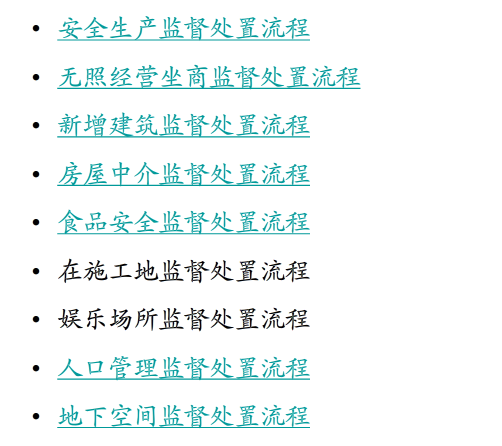 • 安全生产监督处置流程
• 无照经营坐商监督处置流程
• 新增建筑监督处置流程
• 房屋中介监督处置流程
• 食品安全监督处置流程
• 在施工地监督处置流程
• 娱乐场所监督处置流程
• 人口管理监督处置流程
• 地下空间监督处置流程